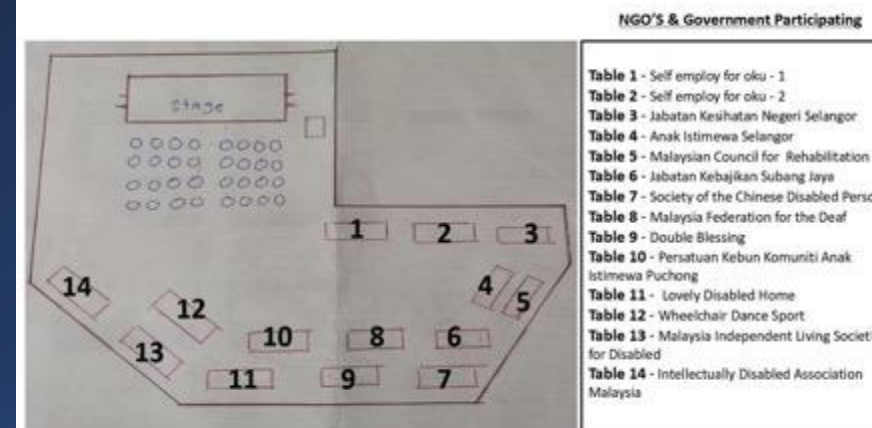 NGO'S & Government Participating
Stage
1 2 3
4 5
14 12 10 8 6
13 11 9 7
Table 1 - Self employ for oku - 1
Table 2 - Self employ for oku - 2
Table 3 - Jabatan Kesihatan Negeri Selangor
Table 4 - Anak Istimewa Selangor
Table 5 - Malaysian Council for Rehabilitation
Table 6 - Jabatan Kebajikan Subang Jaya
Table 7 - Society of the Chinese Disabled
Table 8 - Malaysia Federation for the Deaf
Table 9 - Double Blessing
Table 10 - Persatuan Kebun Komuniti Anak
Istimewa Puchong
Table 11 - Lovely Disabled Home
Table 12 - Wheelchair Dance Sport
Table 13 - Malaysia Independent Living
for Disabled
Table 14 - Intellectually Disabled Association
Malaysia